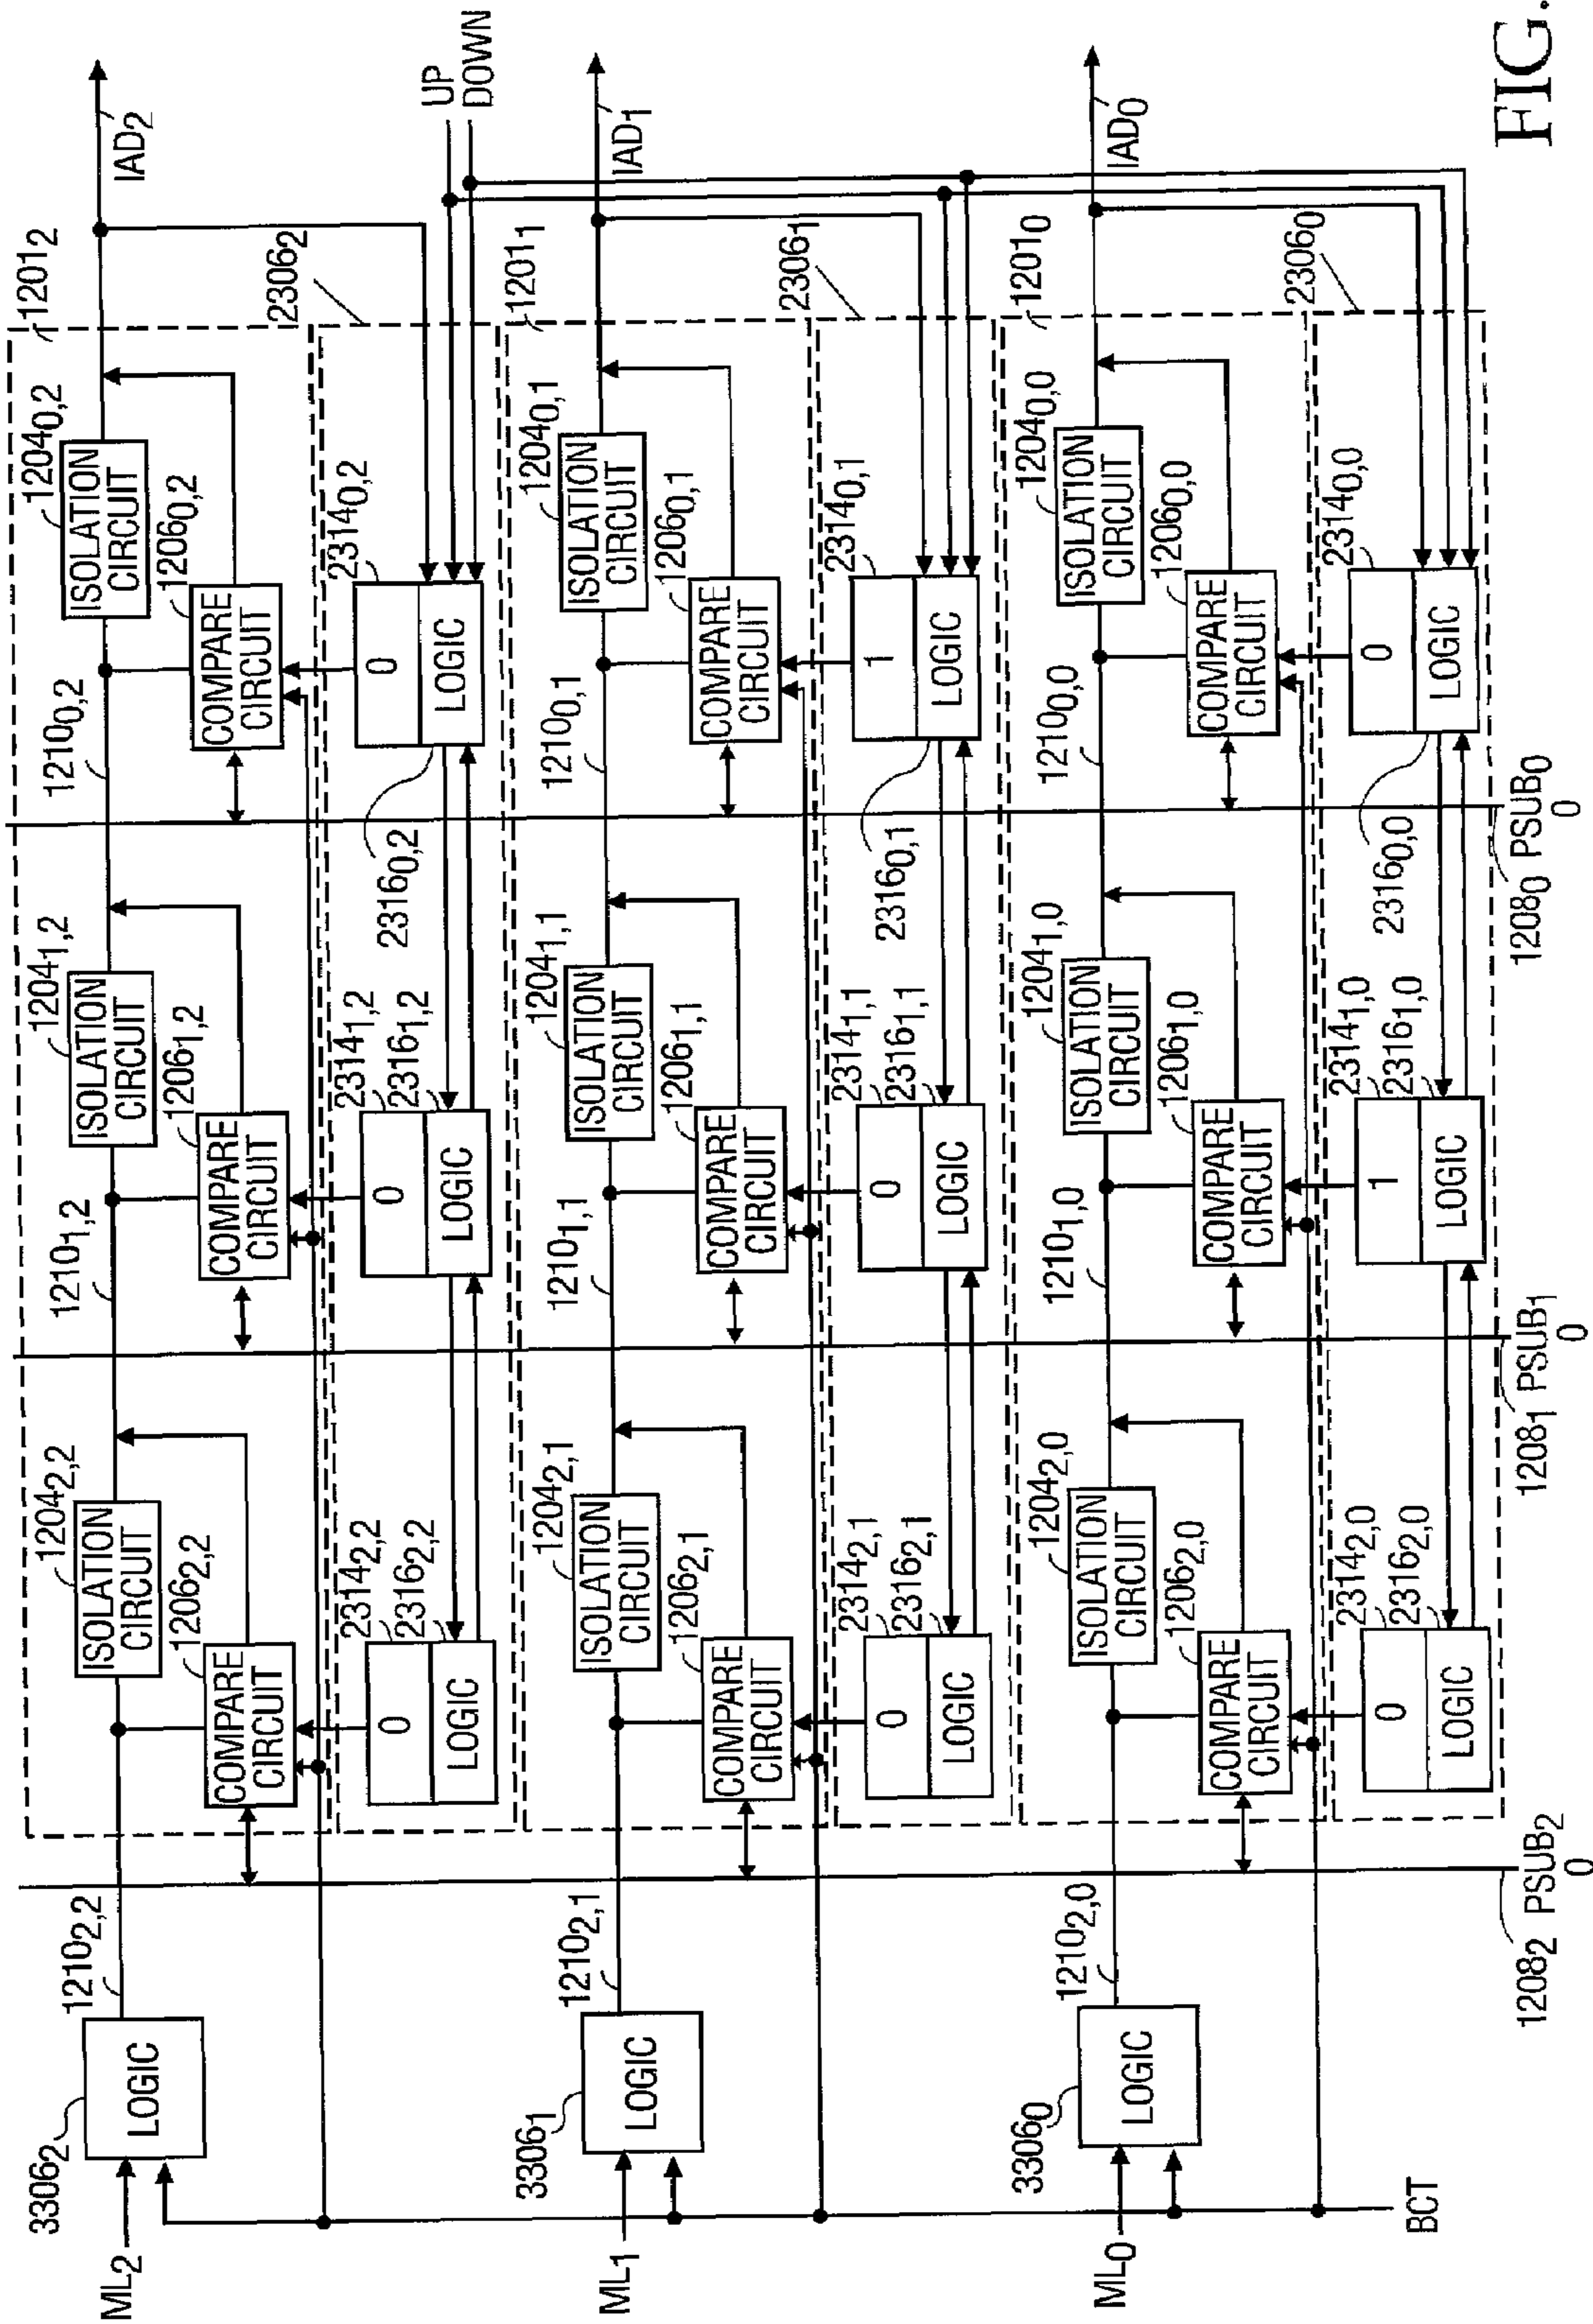 ML2
3306₂
LOGIC
1210₂,₂
1204₂,₂
ISOLATION
CIRCUIT
1206₂,₂
COMPARE
CIRCUIT
2314₂,₂
2316₂,₂
0
LOGIC
1210₁,₂
1204₁,₂
ISOLATION
CIRCUIT
1206₁,₂
COMPARE
CIRCUIT
2314₁,₂
2316₁,₂
0
LOGIC
1210₀,₂
1204₀,₂
ISOLATION
CIRCUIT
1206₀,₂
COMPARE
CIRCUIT
2314₀,₂
2316₀,₂
0
LOGIC
1201₂
2306₂
IAD₂
UP
DOWN
ML₁
3306₁
LOGIC
1210₂,₁
1204₂,₁
ISOLATION
CIRCUIT
1206₂,₁
COMPARE
CIRCUIT
2314₂,₁
2316₂,₁
0
LOGIC
1210₁,₁
1204₁,₁
ISOLATION
CIRCUIT
1206₁,₁
COMPARE
CIRCUIT
2314₁,₁
2316₁,₁
0
LOGIC
1210₀,₁
1204₀,₁
ISOLATION
CIRCUIT
1206₀,₁
COMPARE
CIRCUIT
2314₀,₁
2316₀,₁
1
LOGIC
1201₁
2306₁
IAD₁
ML₀
3306₀
LOGIC
1210₂,₀
1204₂,₀
ISOLATION
CIRCUIT
1206₂,₀
COMPARE
CIRCUIT
2314₂,₀
2316₂,₀
0
LOGIC
1210₁,₀
1204₁,₀
ISOLATION
CIRCUIT
1206₁,₀
COMPARE
CIRCUIT
2314₁,₀
2316₁,₀
1
LOGIC
1210₀,₀
1204₀,₀
ISOLATION
CIRCUIT
1206₀,₀
COMPARE
CIRCUIT
2314₀,₀
2316₀,₀
0
LOGIC
1201₀
2306₀
IAD₀
BCT
1208₂ PSUB₂
0
1208₁ PSUB₁
0
1208₀ PSUB₀
0
FIG.